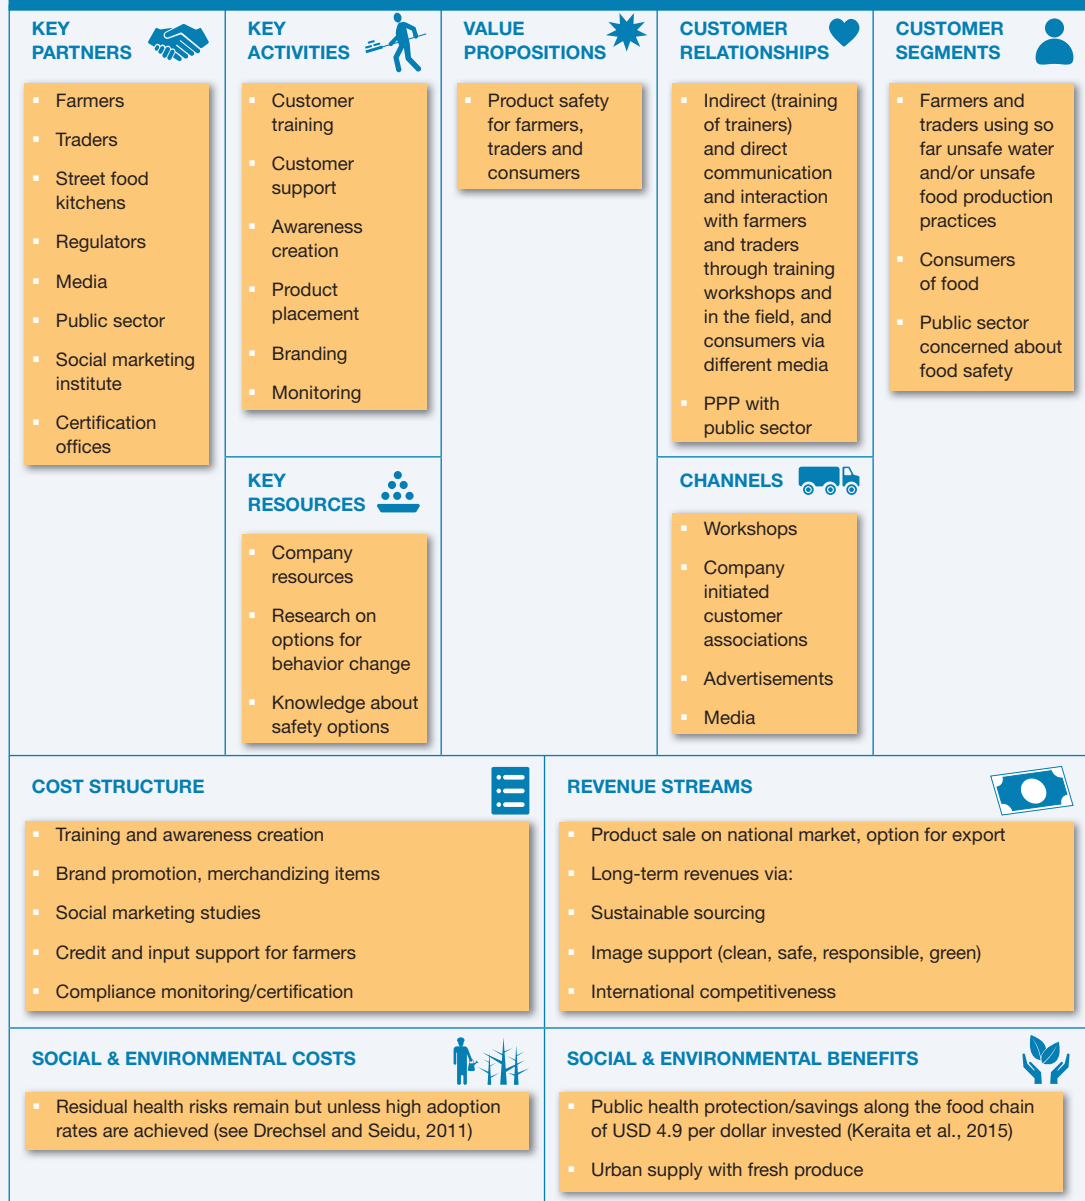 KEY
PARTNERS
Farmers
Traders
Street food
kitchens
Regulators
Media
Public sector
Social marketing
institute
Certification
offices
KEY
ACTIVITIES
Customer
training
Customer
support
Awareness
creation
Product
placement
Branding
Monitoring
KEY
RESOURCES
Company
resources
Research on
options for
behavior change
Knowledge about
safety options
VALUE
PROPOSITIONS
Product safety
for farmers,
traders and
consumers
CUSTOMER
RELATIONSHIPS
Indirect (training
of trainers)
and direct
communication
and interaction
with farmers
and traders
through training
workshops and
in the field, and
consumers via
different media
PPP with
public sector
CHANNELS
Workshops
Company
initiated
customer
associations
Advertisements
Media
CUSTOMER
SEGMENTS
Farmers and
traders using so
far unsafe water
and/or unsafe
food production
practices
Consumers
of food
Public sector
concerned about
food safety
COST STRUCTURE
Training and awareness creation
Brand promotion, merchandizing items
Social marketing studies
Credit and input support for farmers
Compliance monitoring/certification
REVENUE STREAMS
Product sale on national market, option for export
Long-term revenues via:
Sustainable sourcing
Image support (clean, safe, responsible, green)
International competitiveness
SOCIAL & ENVIRONMENTAL COSTS
Residual health risks remain but unless high adoption
rates are achieved (see Drechsel and Seidu, 2011)
SOCIAL & ENVIRONMENTAL BENEFITS
Public health protection/savings along the food chain
of USD 4.9 per dollar invested (Keraita et al., 2015)
Urban supply with fresh produce